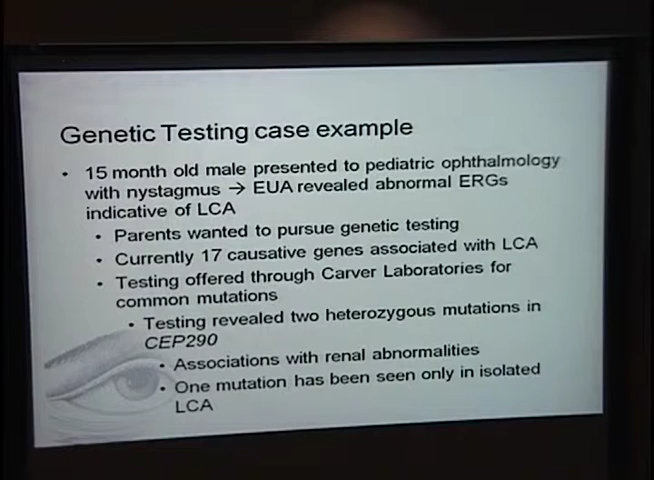 Genetic Testing case example
• 15 month old male presented to pediatric ophthalmology
with nystagmus → EUA revealed abnormal ERGs
indicative of LCA
• Parents wanted to pursue genetic testing
• Currently 17 causative genes associated with LCA
• Testing offered through Carver Laboratories for
common mutations
• Testing revealed two heterozygous mutations in
CEP290
• Associations with renal abnormalities
• One mutation has been seen only in isolated
LCA